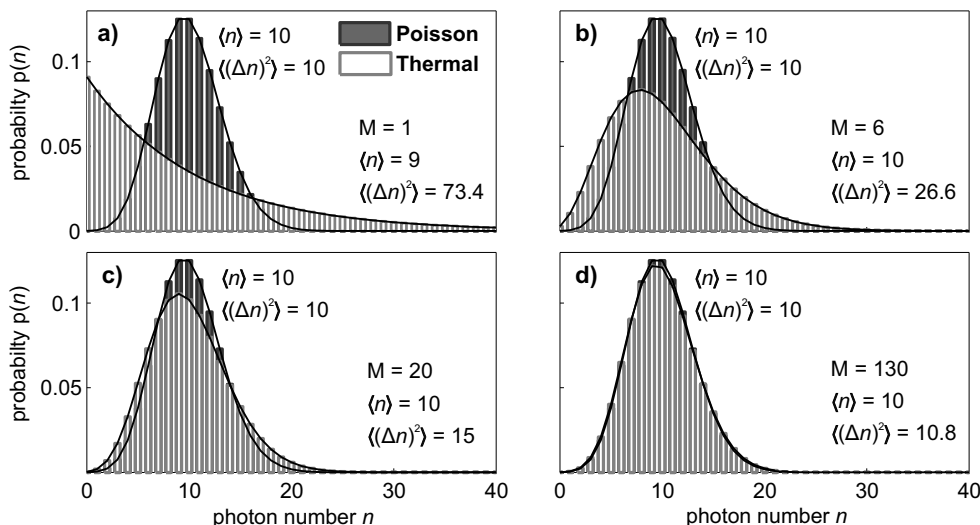 a)
⟨n⟩ = 10
⟨(Δn)²⟩ = 10
Poisson
Thermal
M = 1
⟨n⟩ = 9
⟨(Δn)²⟩ = 73.4
probabilty p(n)
0.1
0.05
0
b)
⟨n⟩ = 10
⟨(Δn)²⟩ = 10
M = 6
⟨n⟩ = 10
⟨(Δn)²⟩ = 26.6
c)
⟨n⟩ = 10
⟨(Δn)²⟩ = 10
M = 20
⟨n⟩ = 10
⟨(Δn)²⟩ = 15
probabilty p(n)
0.1
0.05
0 10 20 30 40
photon number n
d)
⟨n⟩ = 10
⟨(Δn)²⟩ = 10
M = 130
⟨n⟩ = 10
⟨(Δn)²⟩ = 10.8
0 10 20 30 40
photon number n